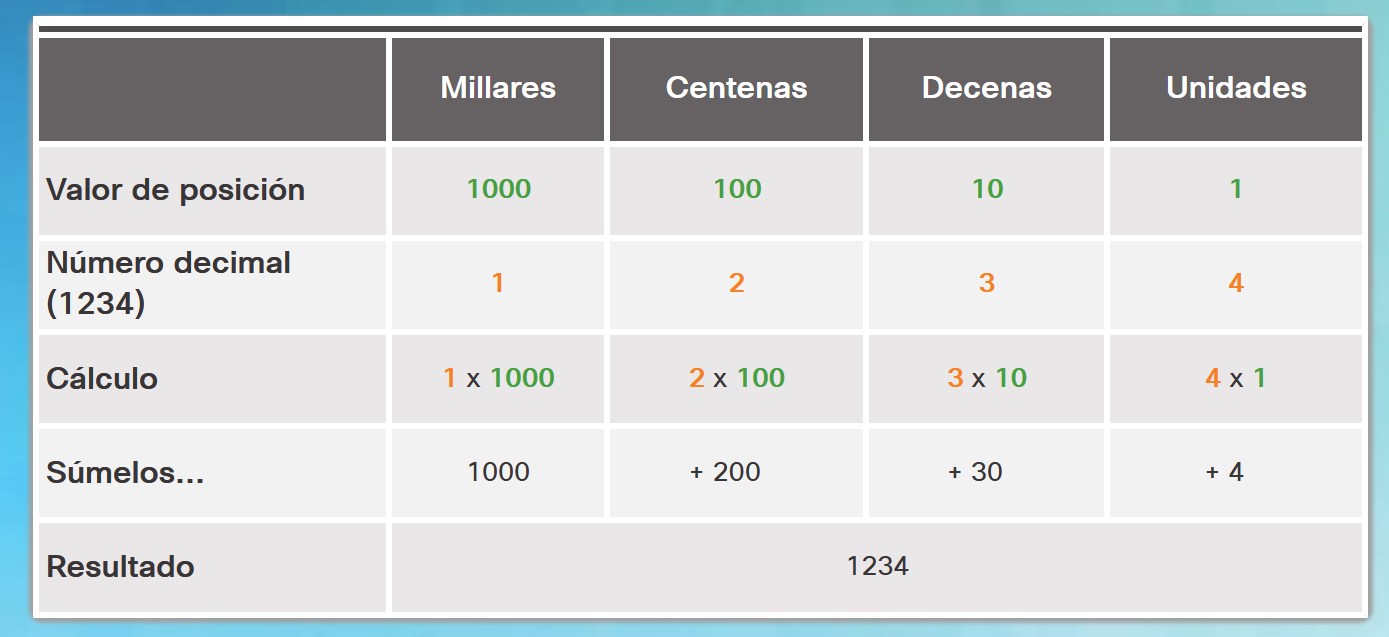 Millares Centenas Decenas Unidades
Valor de posición 1000 100 10 1
Número decimal
(1234) 1 2 3 4
Cálculo 1 x 1000 2 x 100 3 x 10 4 x 1
Súmelos... 1000 + 200 + 30 + 4
Resultado 1234